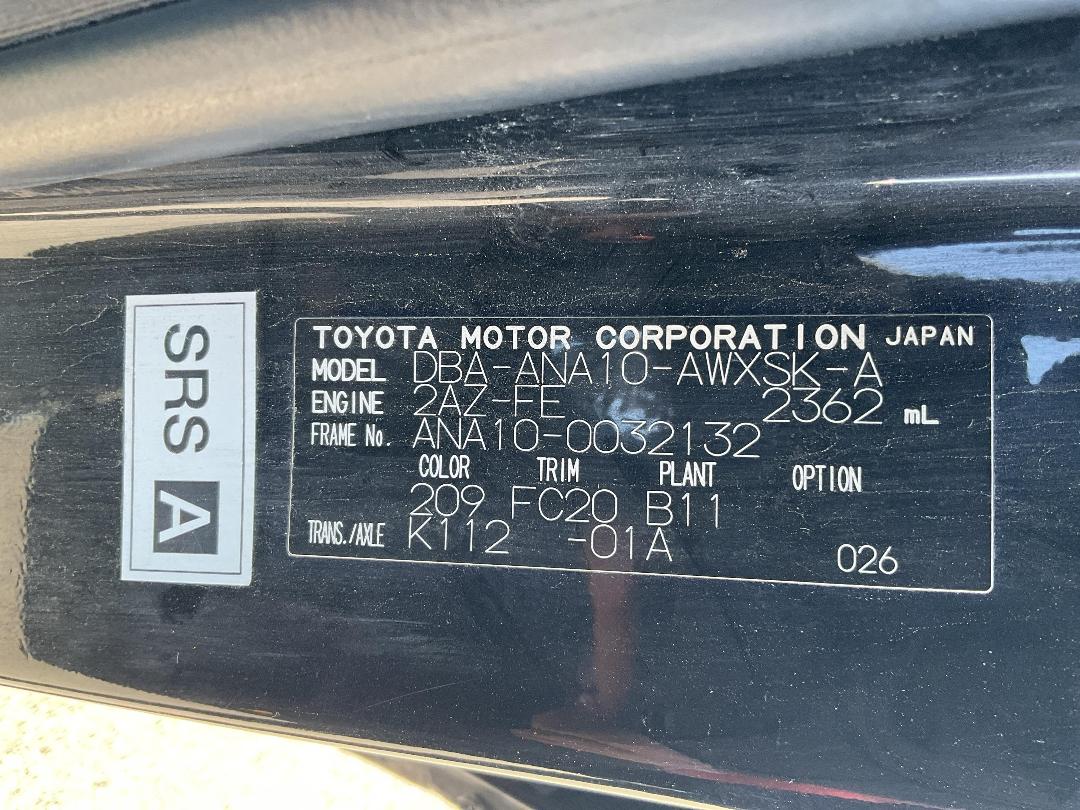 SRS A
TOYOTA MOTOR CORPORATION JAPAN
MODEL DBA-ANA10-AWXSK-A
ENGINE 2AZ-FE 2362 mL
FRAME No. ANA10-0032132
COLOR TRIM PLANT OPTION
209 FC20 B11
TRANS./AXLE K112 -01A
026